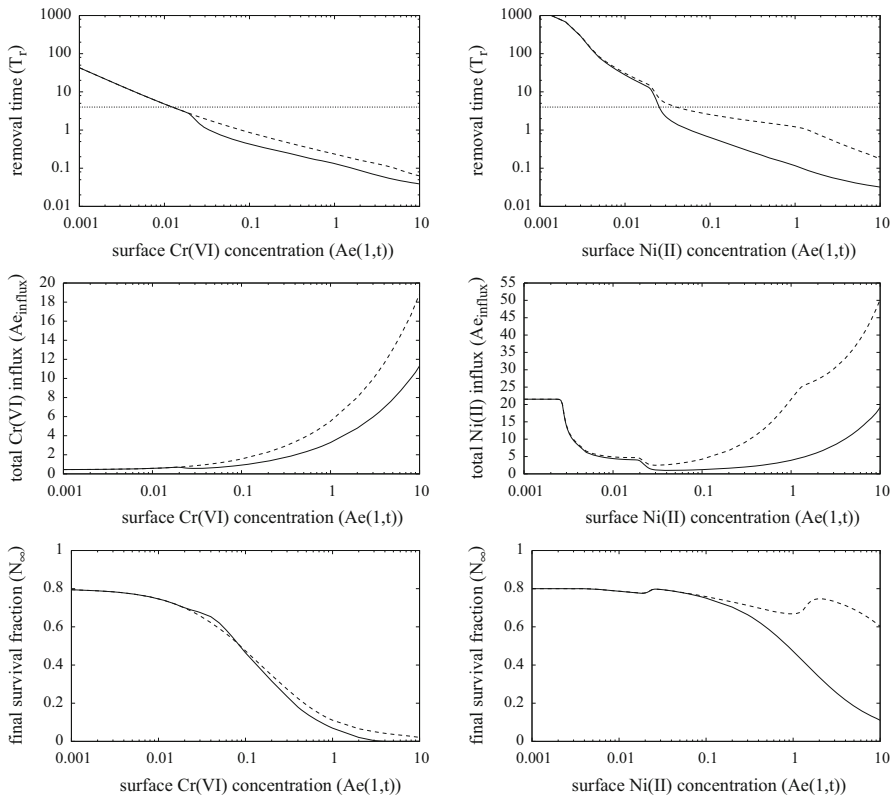 removal time (Tr)
1000
100
10
1
0.1
0.01
0.001 0.01 0.1 1 10
surface Cr(VI) concentration (Ae(1,t))
removal time (Tr)
1000
100
10
1
0.1
0.01
0.001 0.01 0.1 1 10
surface Ni(II) concentration (Ae(1,t))
total Cr(VI) influx (Aeinflux)
20
18
16
14
12
10
8
6
4
2
0
0.001 0.01 0.1 1 10
surface Cr(VI) concentration (Ae(1,t))
total Ni(II) influx (Aeinflux)
55
50
45
40
35
30
25
20
15
10
5
0
0.001 0.01 0.1 1 10
surface Ni(II) concentration (Ae(1,t))
final survival fraction (N∞)
1
0.8
0.6
0.4
0.2
0
0.001 0.01 0.1 1 10
surface Cr(VI) concentration (Ae(1,t))
final survival fraction (N∞)
1
0.8
0.6
0.4
0.2
0
0.001 0.01 0.1 1 10
surface Ni(II) concentration (Ae(1,t))